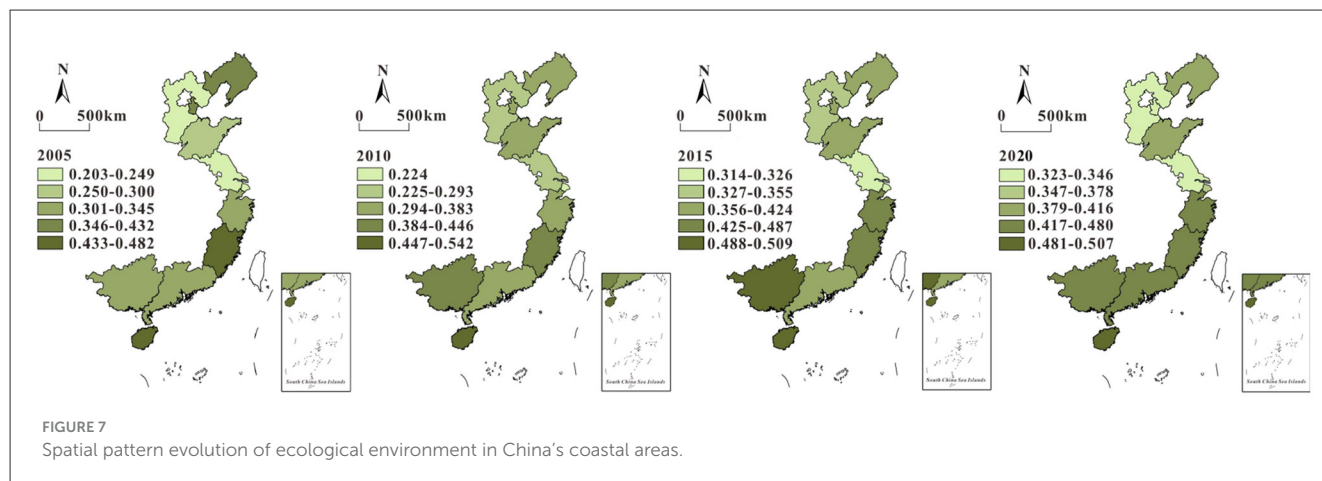 N
0 500km
2005
0.203-0.249
0.250-0.300
0.301-0.345
0.346-0.432
0.433-0.482
South China Sea Islands
N
0 500km
2010
0.224
0.225-0.293
0.294-0.383
0.384-0.446
0.447-0.542
South China Sea Islands
N
0 500km
2015
0.314-0.326
0.327-0.355
0.356-0.424
0.425-0.487
0.488-0.509
South China Sea Islands
N
0 500km
2020
0.323-0.346
0.347-0.378
0.379-0.416
0.417-0.480
0.481-0.507
South China Sea Islands
FIGURE 7
Spatial pattern evolution of ecological environment in China's coastal areas.